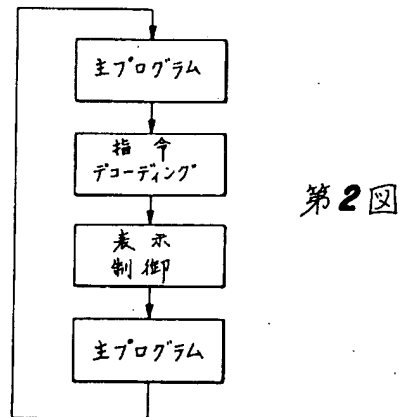 主プログラム
指令
デコーディング
表示
制御
主プログラム
第2図